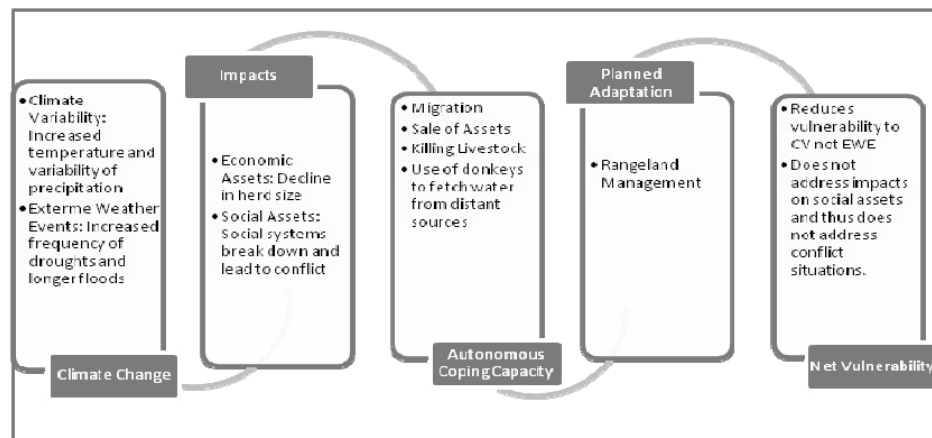 Climate Change
• Climate
Variability:
Increased
temperature and
variability of
precipitation
• Exterme Weather
Events: Increased
frequency of
droughts and
longer floods
Impacts
• Economic
Assets: Decline
in herd size
• Social Assets:
Social systems
break down and
lead to conflict
Autonomous
Coping Capacity
• Migration
• Sale of Assets
• Killing Livestock
• Use of donkeys
to fetch water
from distant
sources
Planned
Adaptation
• Rangeland
Management
Net Vulnerability
• Reduces
vulnerability to
CV not EWE
• Does not
address impacts
on social assets
and thus does
not address
conflict
situations.